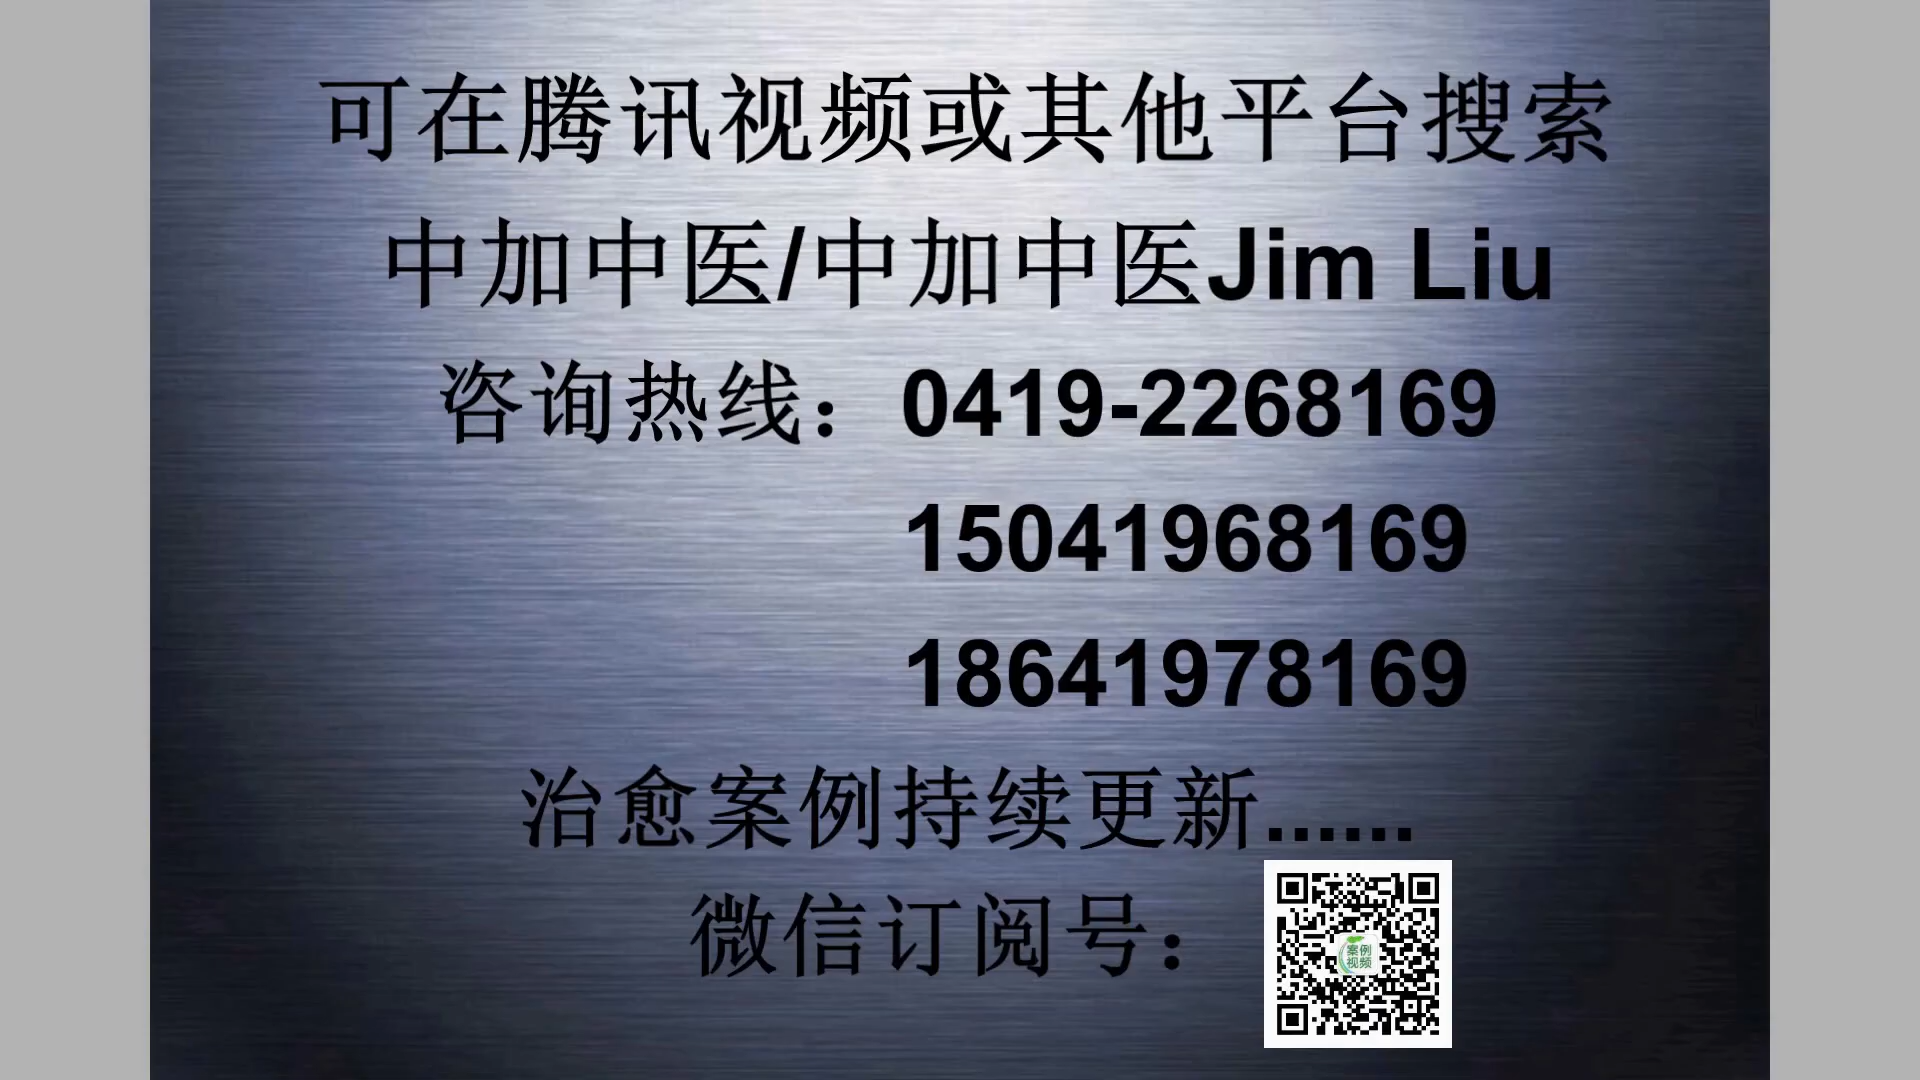 可在腾讯视频或其他平台搜索
中加中医/中加中医Jim Liu
咨询热线：0419-2268169
15041968169
18641978169
治愈案例持续更新......
微信订阅号：
案例
视频